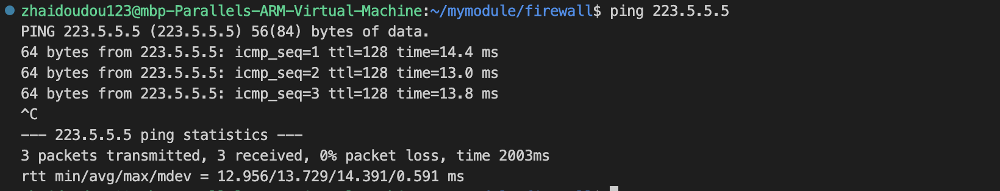 zhaidoudou123@mbp-Parallels-ARM-Virtual-Machine:~/mymodule/firewall$ ping 223.5.5.5
PING 223.5.5.5 (223.5.5.5) 56(84) bytes of data.
64 bytes from 223.5.5.5: icmp_seq=1 ttl=128 time=14.4 ms
64 bytes from 223.5.5.5: icmp_seq=2 ttl=128 time=13.0 ms
64 bytes from 223.5.5.5: icmp_seq=3 ttl=128 time=13.8 ms
^C
--- 223.5.5.5 ping statistics ---
3 packets transmitted, 3 received, 0% packet loss, time 2003ms
rtt min/avg/max/mdev = 12.956/13.729/14.391/0.591 ms